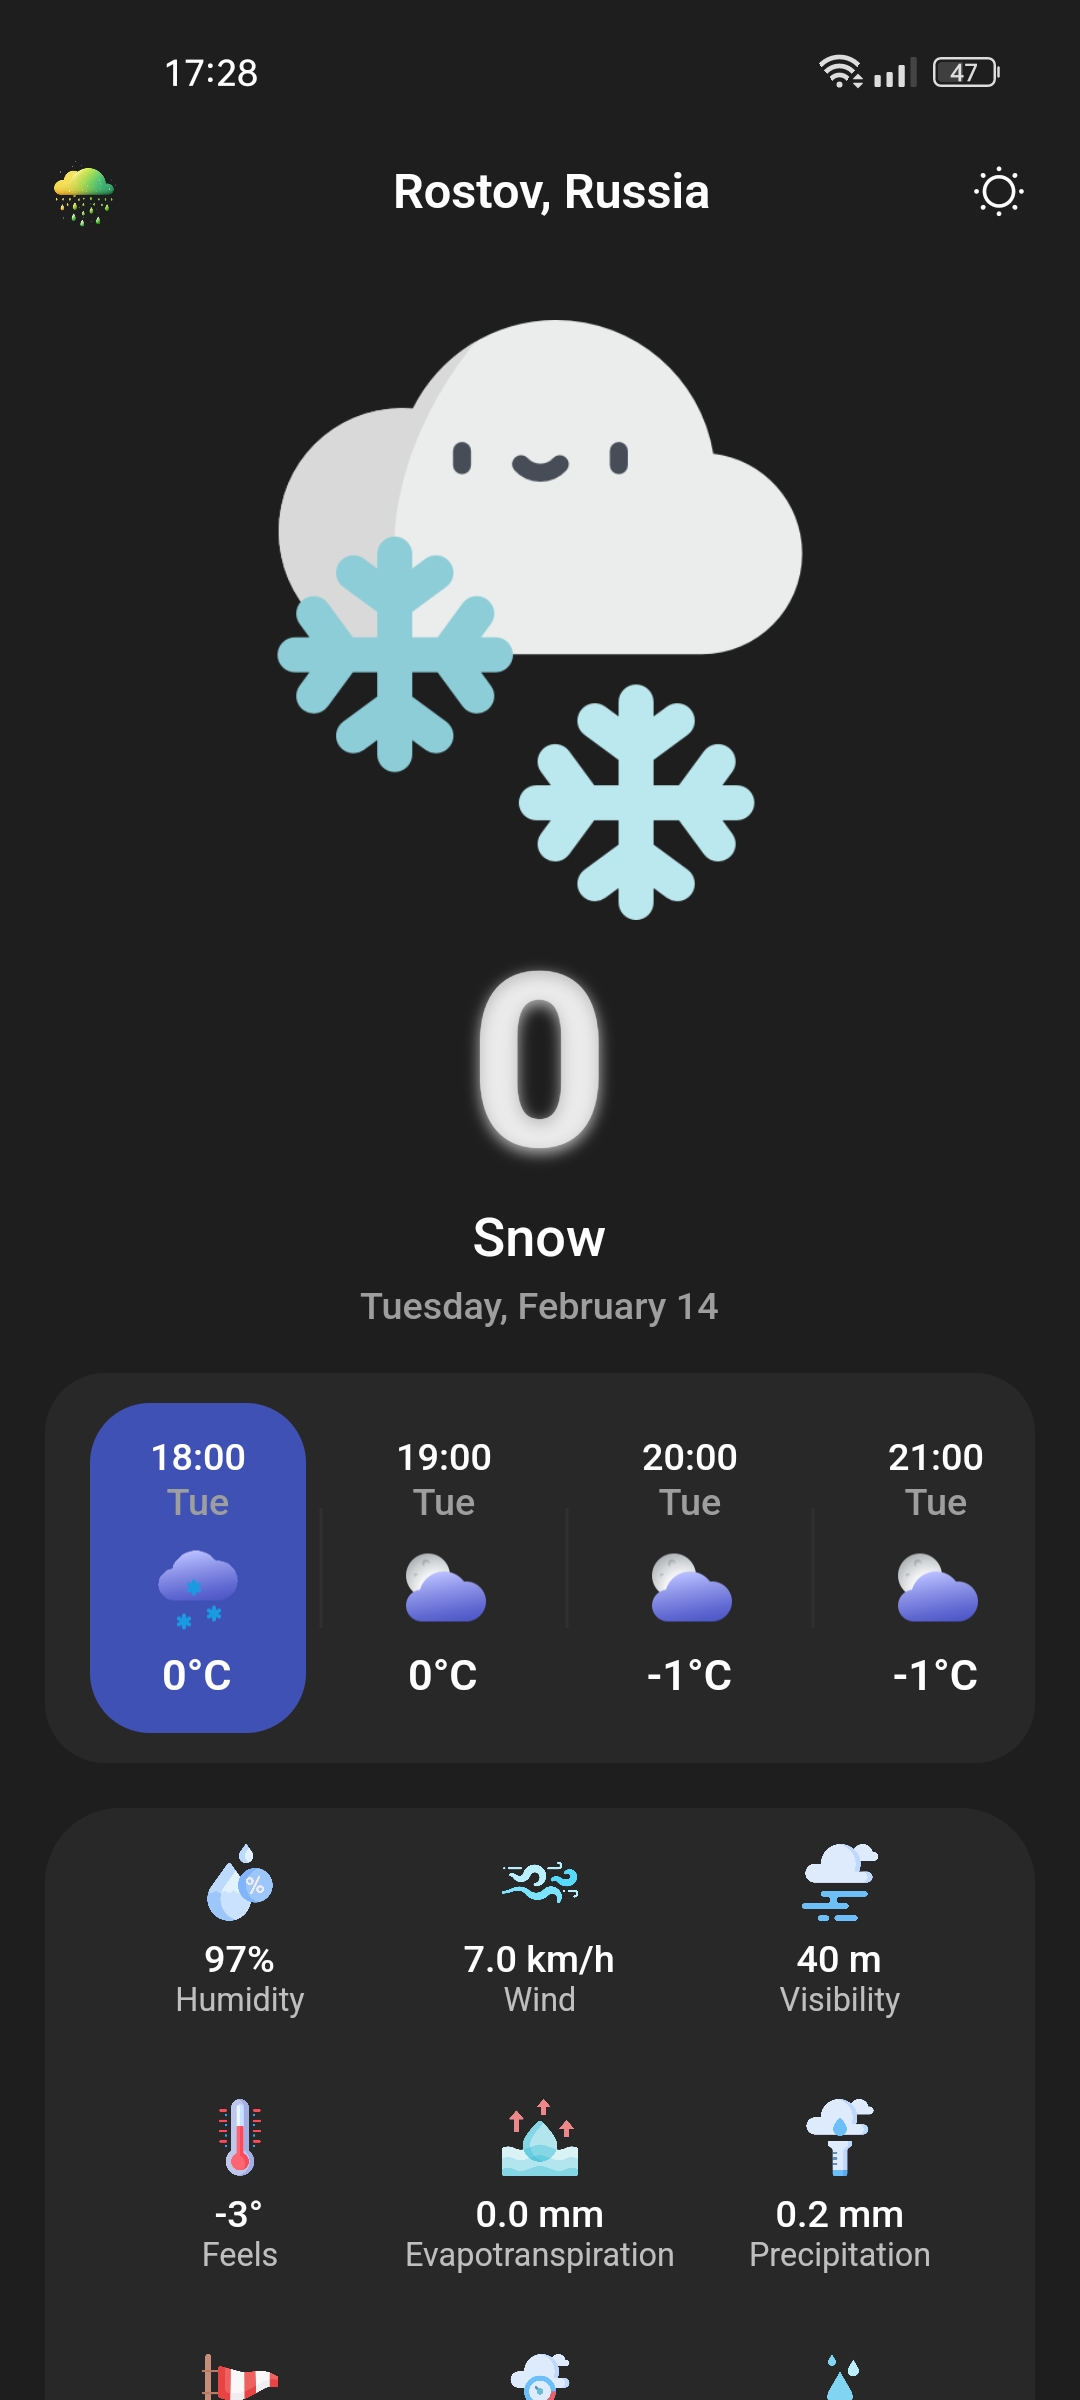 17:28
47
Rostov, Russia
0
Snow
Tuesday, February 14
18:00 19:00 20:00 21:00
Tue Tue Tue Tue
0°C 0°C -1°C -1°C
%
97% 7.0 km/h 40 m
Humidity Wind Visibility
-3° 0.0 mm 0.2 mm
Feels Evapotranspiration Precipitation